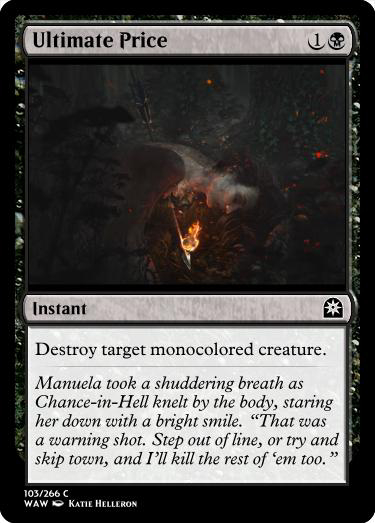 Ultimate Price 1
Instant
Destroy target monocolored creature.
Manuela took a shuddering breath as
Chance-in-Hell knelt by the body, staring
her down with a bright smile. “That was
a warning shot. Step out of line, or try and
skip town, and I’ll kill the rest of ‘em too.”
103/266 C
WAW Katie Helleron